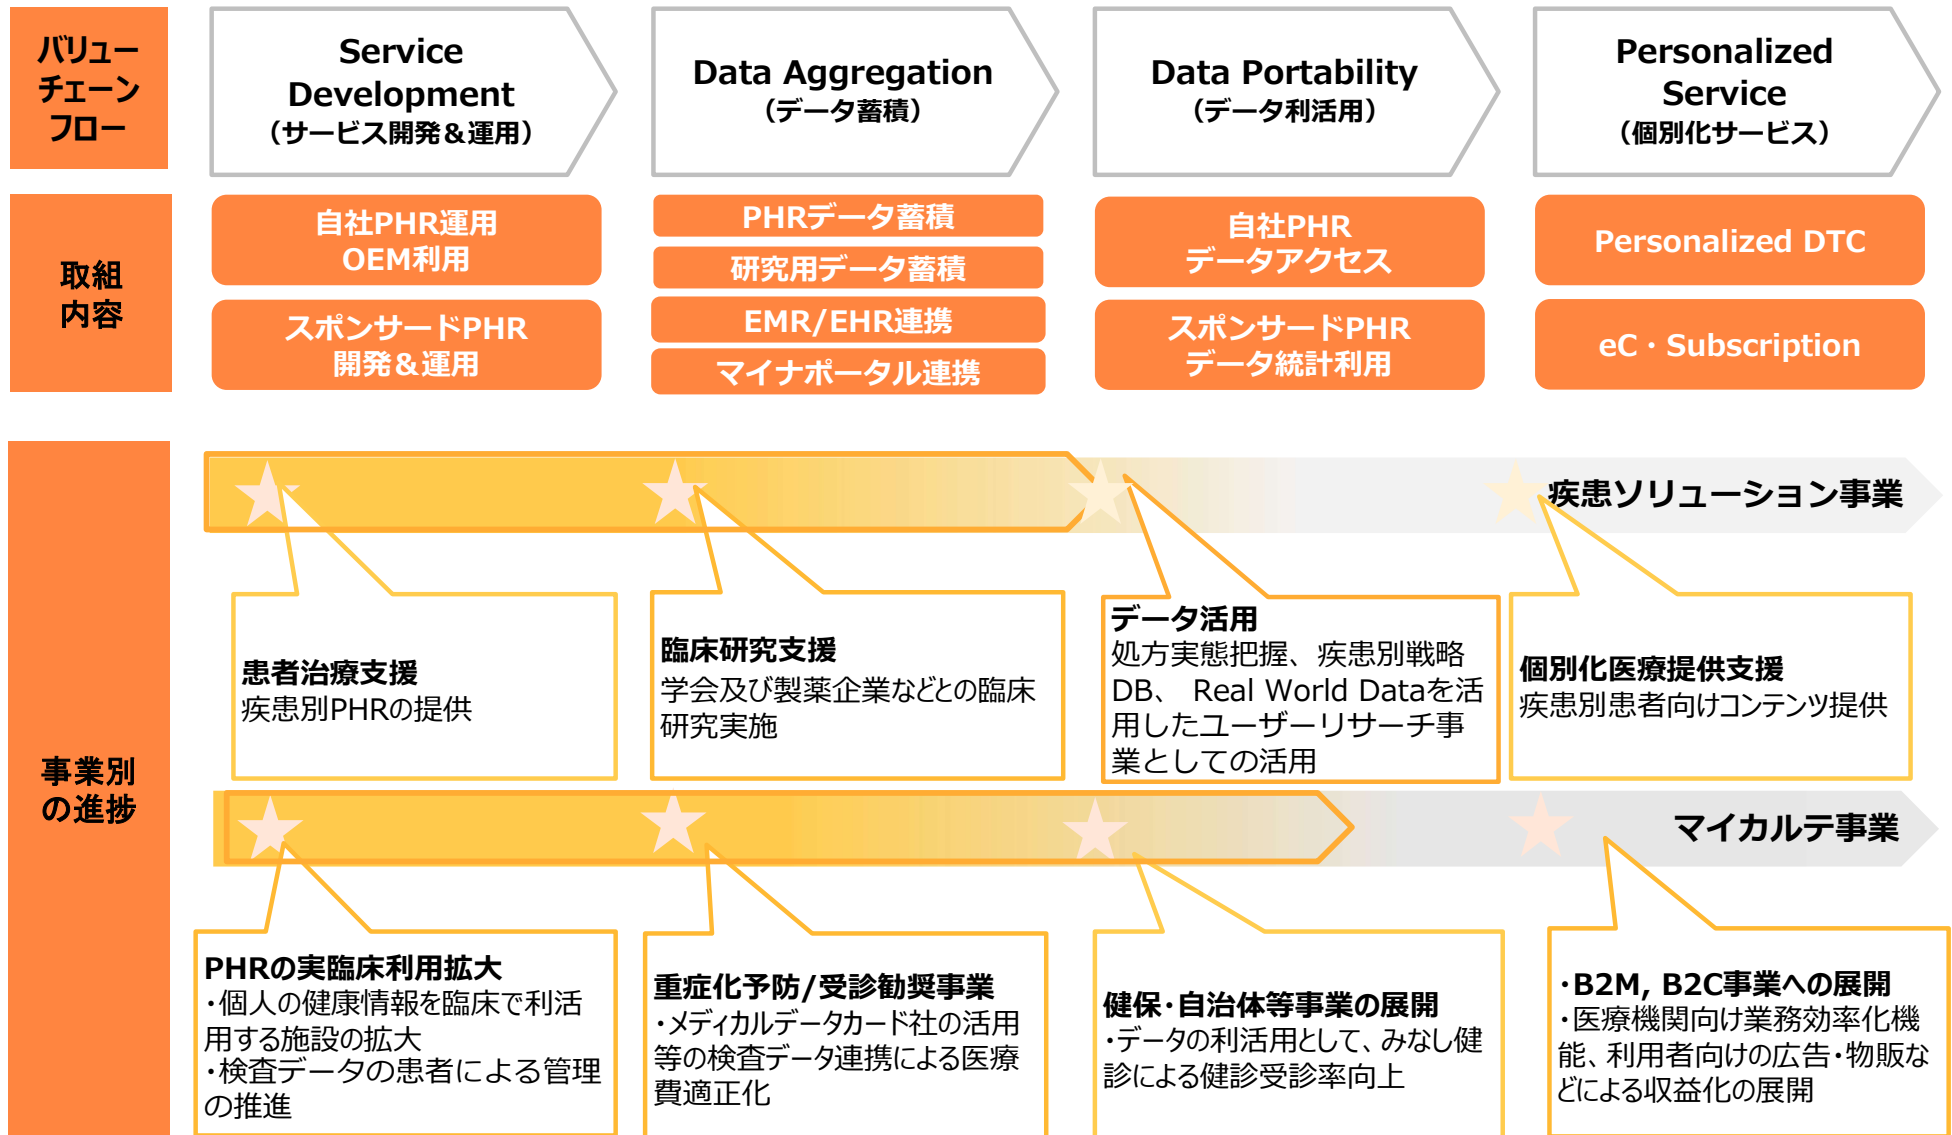 バリュー
チェーン
フロー
Service
Development
（サービス開発＆運用）
Data Aggregation
（データ蓄積）
Data Portability
（データ利活用）
Personalized
Service
（個別化サービス）
取組
内容
自社PHR運用
OEM利用
スポンサードPHR
開発＆運用
PHRデータ蓄積
研究用データ蓄積
EMR/EHR連携
マイナポータル連携
自社PHR
データアクセス
スポンサードPHR
データ統計利用
Personalized DTC
eC・Subscription
事業別
の進捗
疾患ソリューション事業
患者治療支援
疾患別PHRの提供
臨床研究支援
学会及び製薬企業などとの臨床
研究実施
データ活用
処方実態把握、疾患別戦略
DB、 Real World Dataを活
用したユーザーリサーチ事
業としての活用
個別化医療提供支援
疾患別患者向けコンテンツ提供
マイカルテ事業
PHRの実臨床利用拡大
・個人の健康情報を臨床で利活
用する施設の拡大
・検査データの患者による管理
の推進
重症化予防/受診勧奨事業
・メディカルデータカード社の活用
等の検査データ連携による医療
費適正化
健保・自治体等事業の展開
・データの利活用として、みなし健
診による健診受診率向上
・B2M, B2C事業への展開
・医療機関向け業務効率化機
能、利用者向けの広告・物販な
どによる収益化の展開